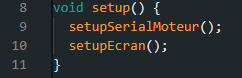 8 void setup() {
9 setupSerialMoteur();
10 setupEcran();
11 }